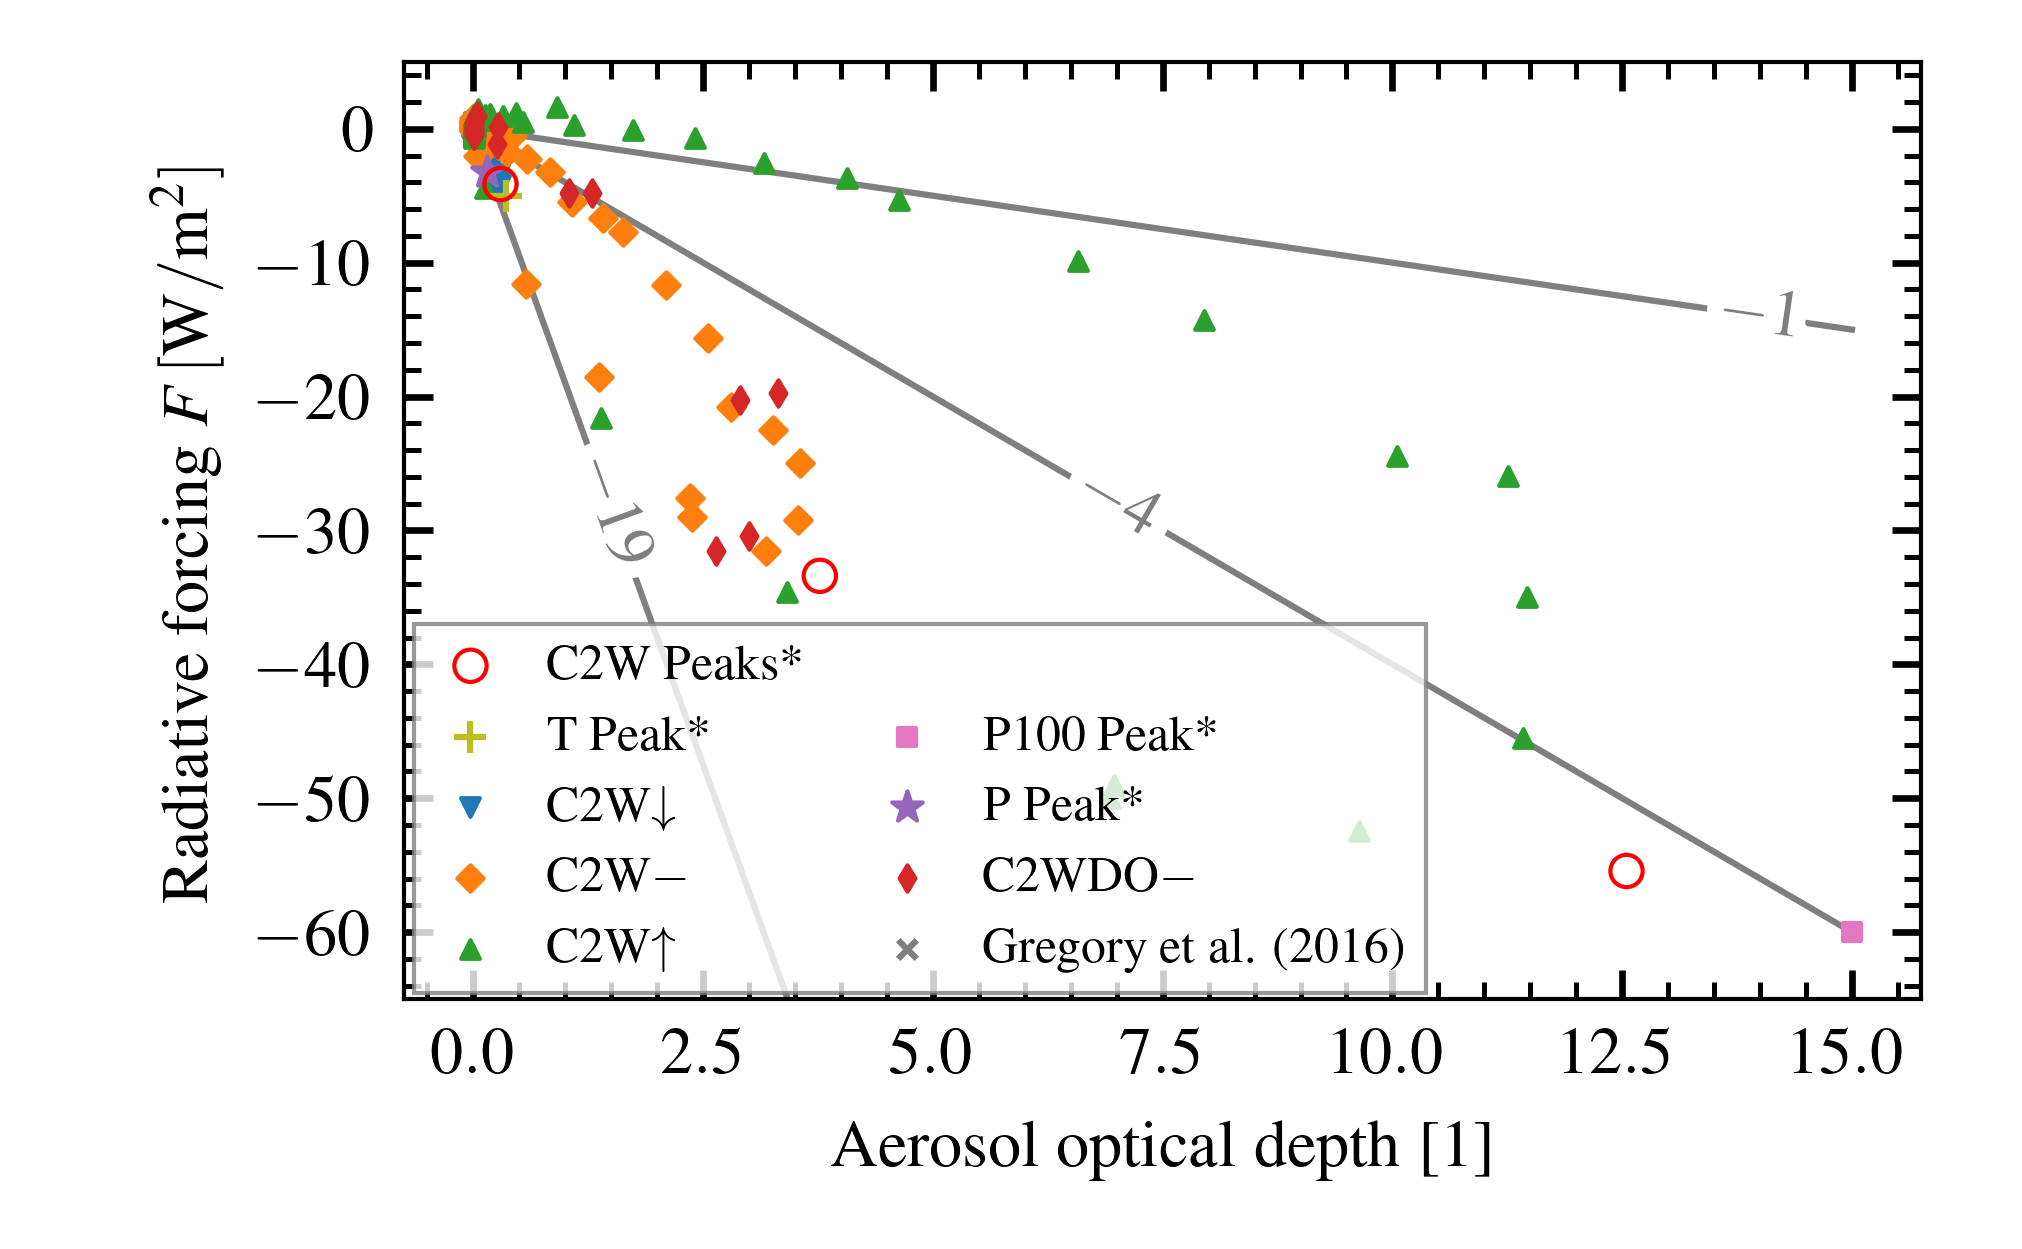 Radiative forcing F [W/m²]
0
−10
−20
−30
−40
−50
−60
−1
−4
−19
C2W Peaks*
T Peak*
C2W↓
C2W−
C2W↑
P100 Peak*
P Peak*
C2WDO−
Gregory et al. (2016)
0.0 2.5 5.0 7.5 10.0 12.5 15.0
Aerosol optical depth [1]